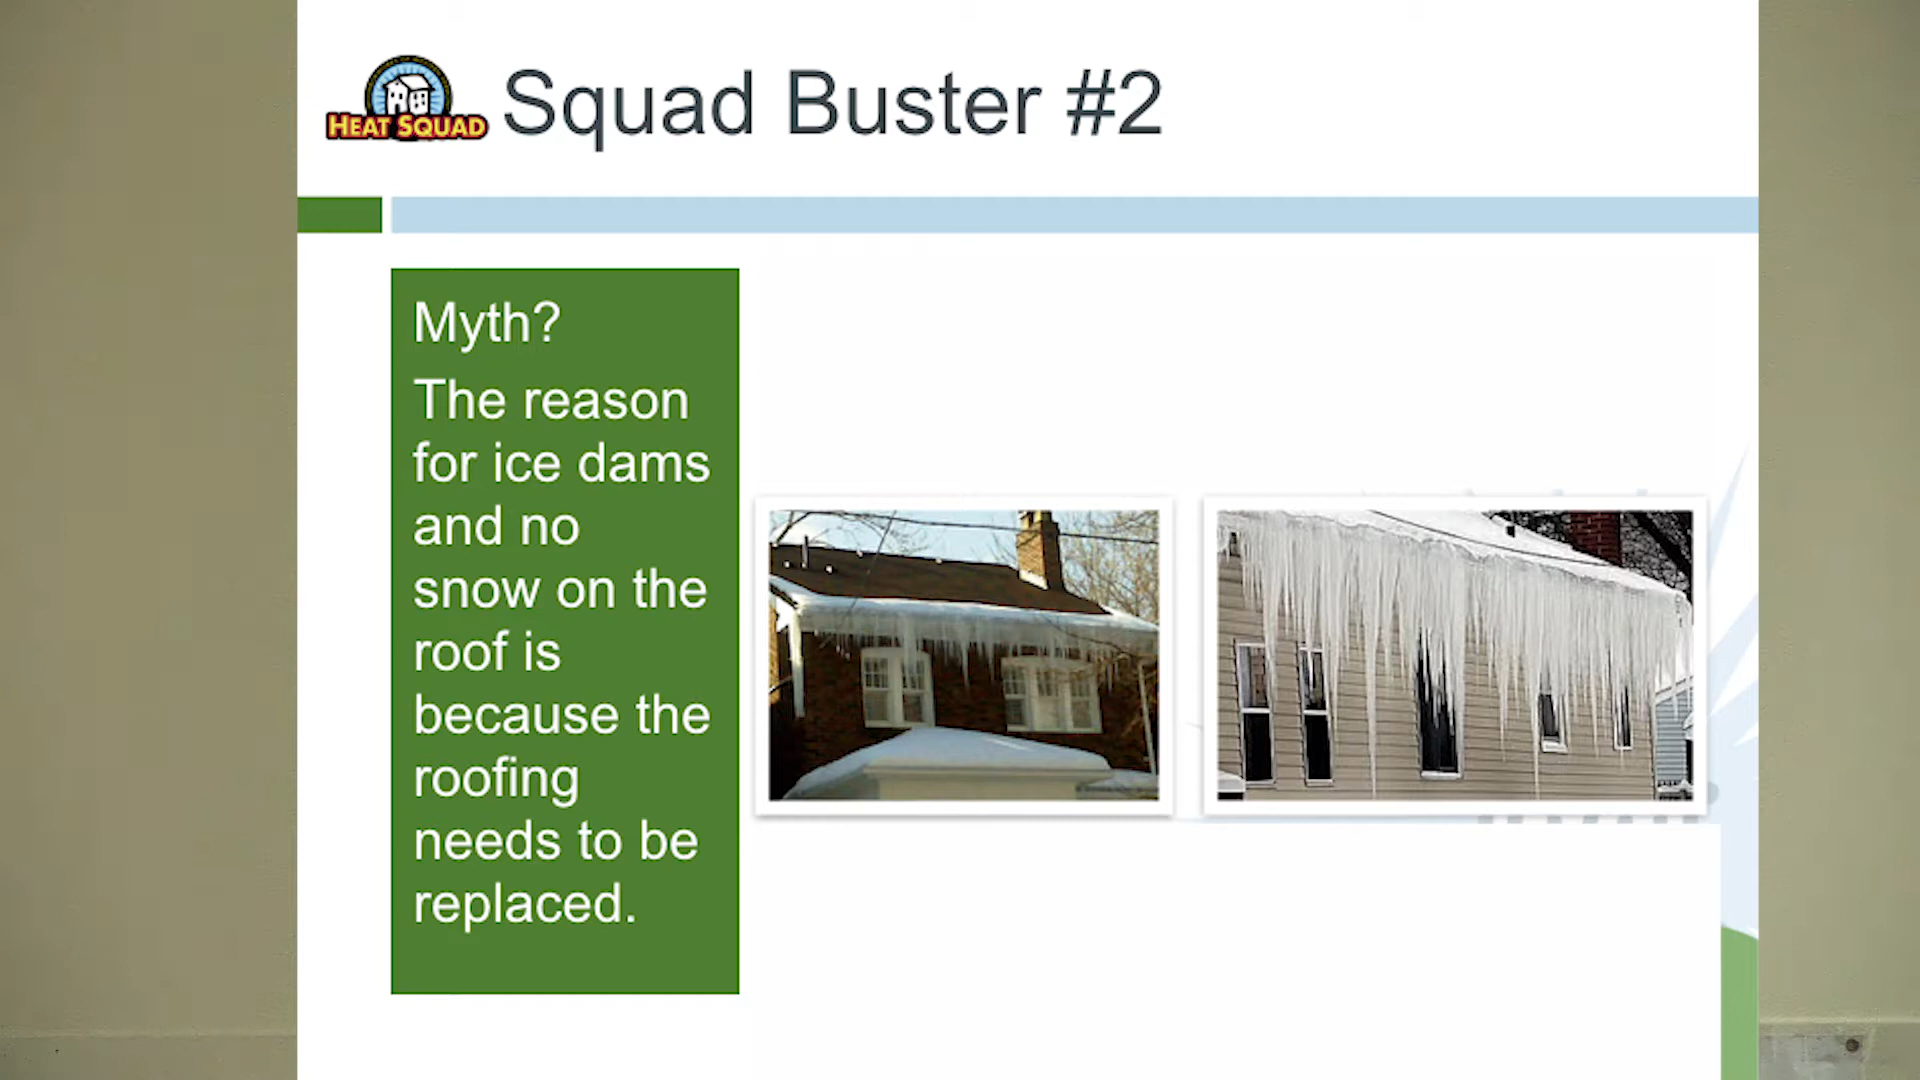 HEAT SQUAD
Squad Buster #2
Myth?
The reason
for ice dams
and no
snow on the
roof is
because the
roofing
needs to be
replaced.